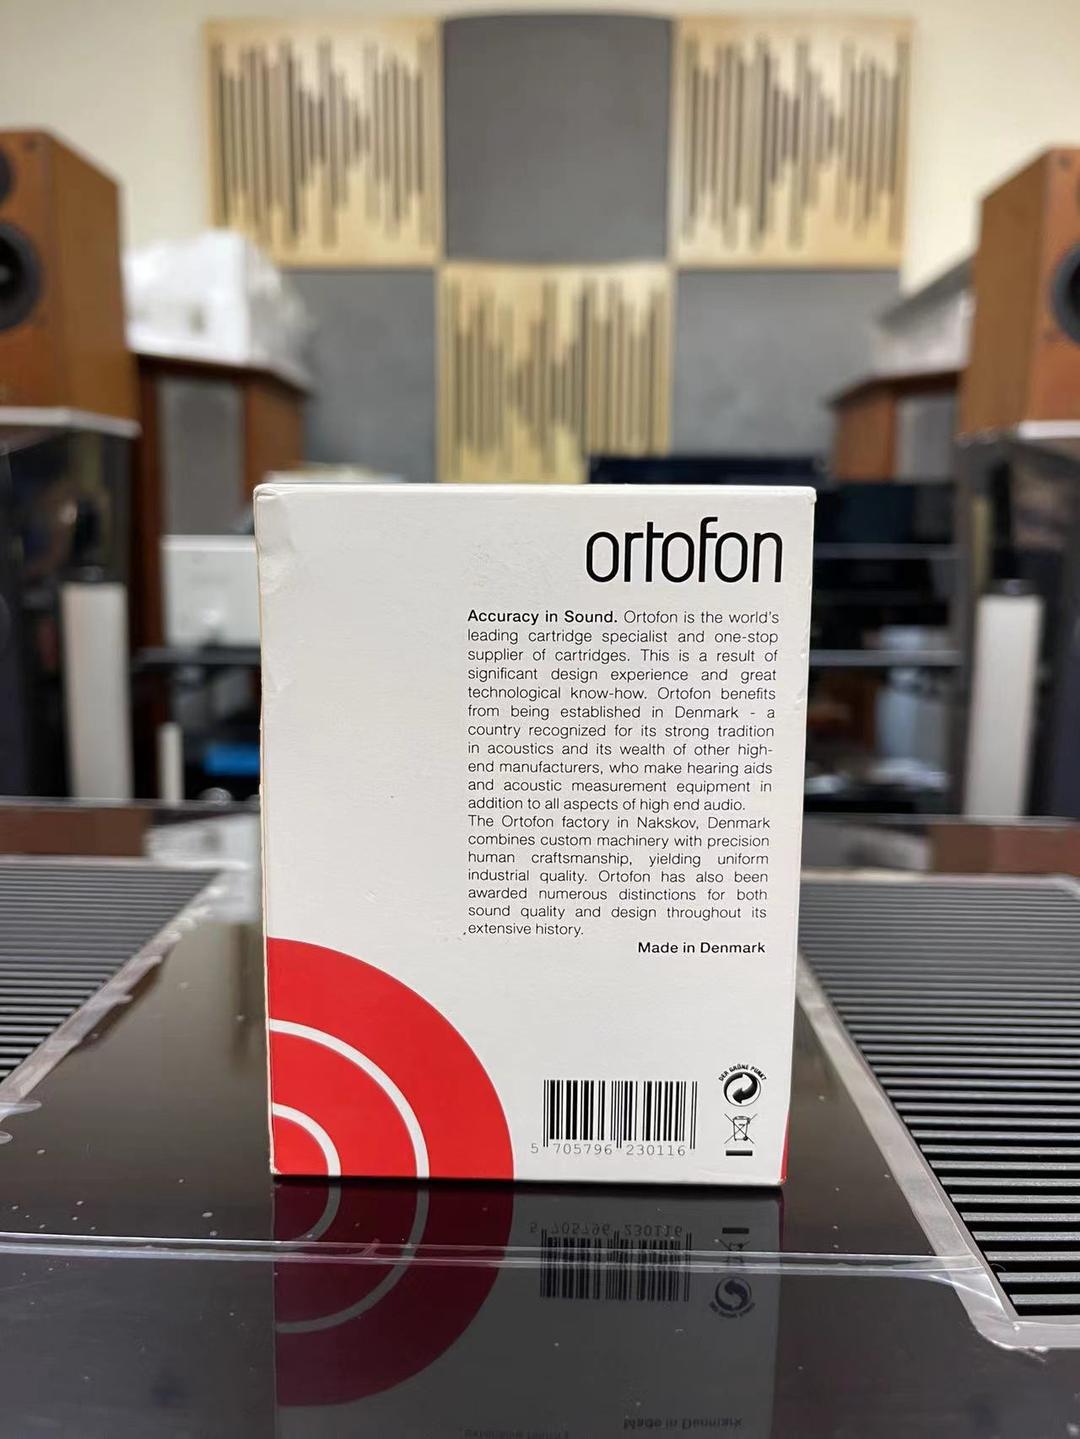 ortofon
Accuracy in Sound. Ortofon is the world's
leading cartridge specialist and one-stop
supplier of cartridges. This is a result of
significant design experience and great
technological know-how. Ortofon benefits
from being established in Denmark - a
country recognized for its strong tradition
in acoustics and its wealth of other high-
end manufacturers, who make hearing aids
and acoustic measurement equipment in
addition to all aspects of high end audio.
The Ortofon factory in Nakskov, Denmark
combines custom machinery with precision
human craftsmanship, yielding uniform
industrial quality. Ortofon has also been
awarded numerous distinctions for both
sound quality and design throughout its
extensive history.
Made in Denmark
DER GRÜNE PUNKT
5 705796 230116